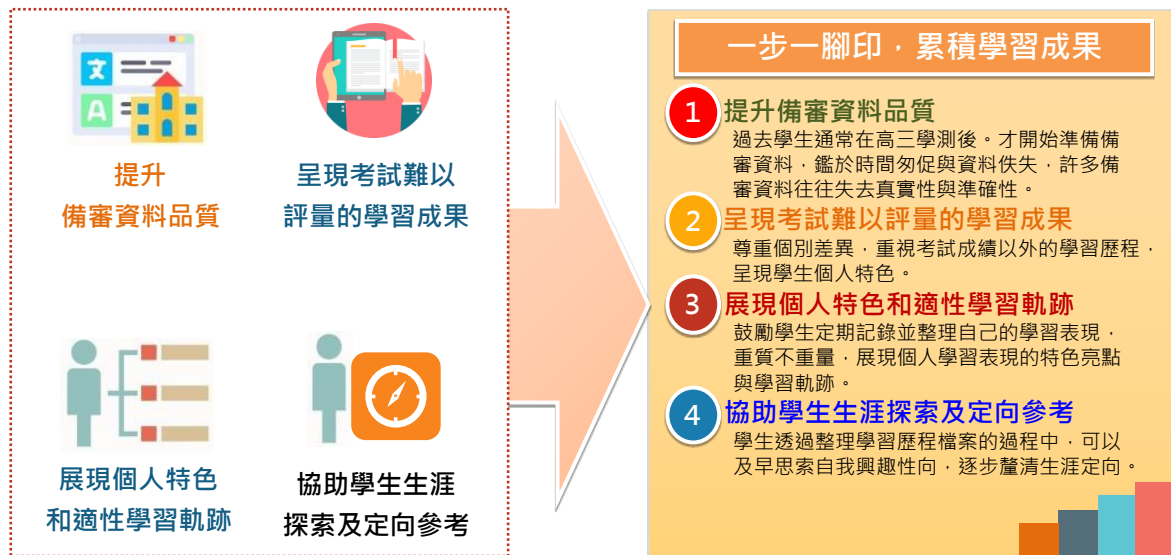 文
A
提升
備審資料品質
呈現考試難以
評量的學習成果
展現個人特色
和適性學習軌跡
協助學生生涯
探索及定向參考
一步一腳印，累積學習成果
1 提升備審資料品質
過去學生通常在高三學測後。才開始準備備
審資料，鑑於時間匆促與資料佚失，許多備
審資料往往失去真實性與準確性。
2 呈現考試難以評量的學習成果
尊重個別差異，重視考試成績以外的學習歷程，
呈現學生個人特色。
3 展現個人特色和適性學習軌跡
鼓勵學生定期記錄並整理自己的學習表現，
重質不重量，展現個人學習表現的特色亮點
與學習軌跡。
4 協助學生生涯探索及定向參考
學生透過整理學習歷程檔案的過程中，可以
及早思索自我興趣性向，逐步釐清生涯定向。